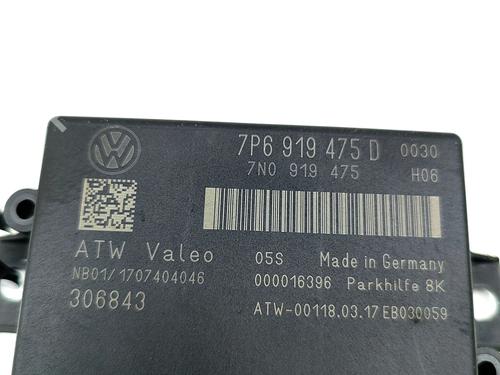 7P6 919 475 D 0030
7N0 919 475 H06
ATW Valeo 05S Made in Germany
NB01/1707404046 000016396 Parkhilfe 8K
306843 ATW-00118.03.17 EB030059